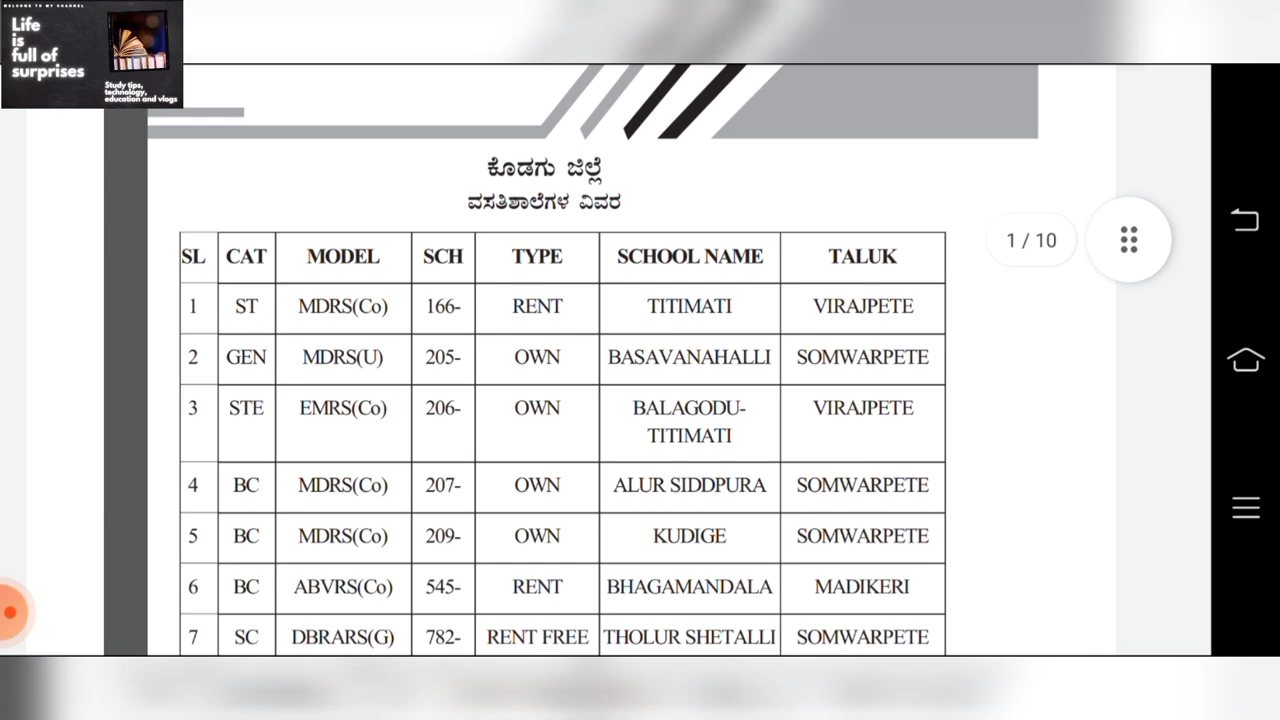 WELCOME TO MY CHANNEL
Life
is
full of
surprises
Study tips,
technology,
education and vlogs
ಕೊಡಗು ಜಿಲ್ಲೆ
ವಸತಿಶಾಲೆಗಳ ವಿವರ
1 / 10
SL CAT MODEL SCH TYPE SCHOOL NAME TALUK
1 ST MDRS(Co) 166- RENT TITIMATI VIRAJPETE
2 GEN MDRS(U) 205- OWN BASAVANAHALLI SOMWARPETE
3 STE EMRS(Co) 206- OWN BALAGODU- VIRAJPETE
TITIMATI
4 BC MDRS(Co) 207- OWN ALUR SIDDPURA SOMWARPETE
5 BC MDRS(Co) 209- OWN KUDIGE SOMWARPETE
6 BC ABVRS(Co) 545- RENT BHAGAMANDALA MADIKERI
7 SC DBRARS(G) 782- RENT FREE THOLUR SHETALLI SOMWARPETE